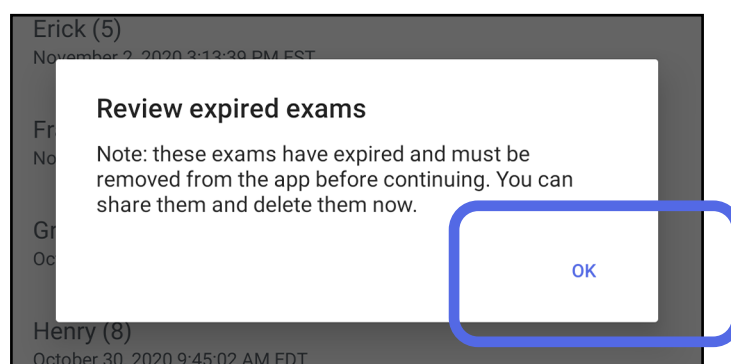 Erick (5)
November 2, 2020 3:13:39 PM EST
Review expired exams
Note: these exams have expired and must be
removed from the app before continuing. You can
share them and delete them now.
OK
Henry (8)
October 30, 2020 9:45:02 AM EDT